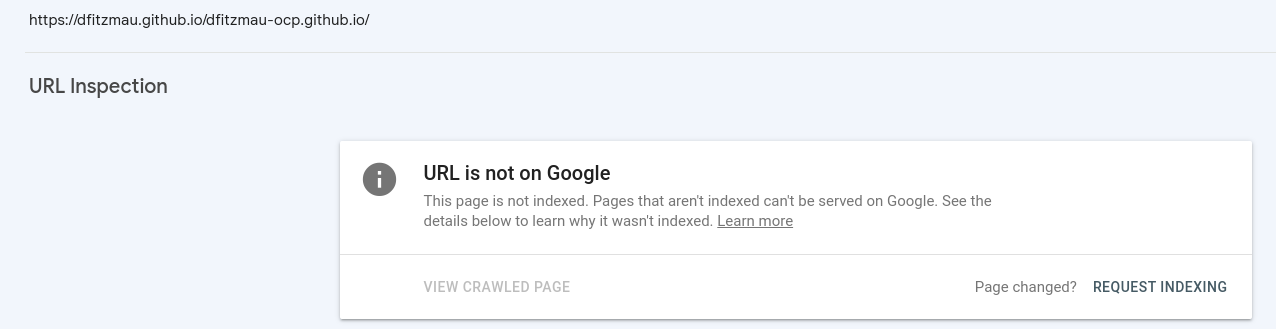 https://dfitzmau.github.io/dfitzmau-ocp.github.io/
URL Inspection
URL is not on Google
This page is not indexed. Pages that aren't indexed can't be served on Google. See the
details below to learn why it wasn't indexed. Learn more
VIEW CRAWLED PAGE
Page changed? REQUEST INDEXING